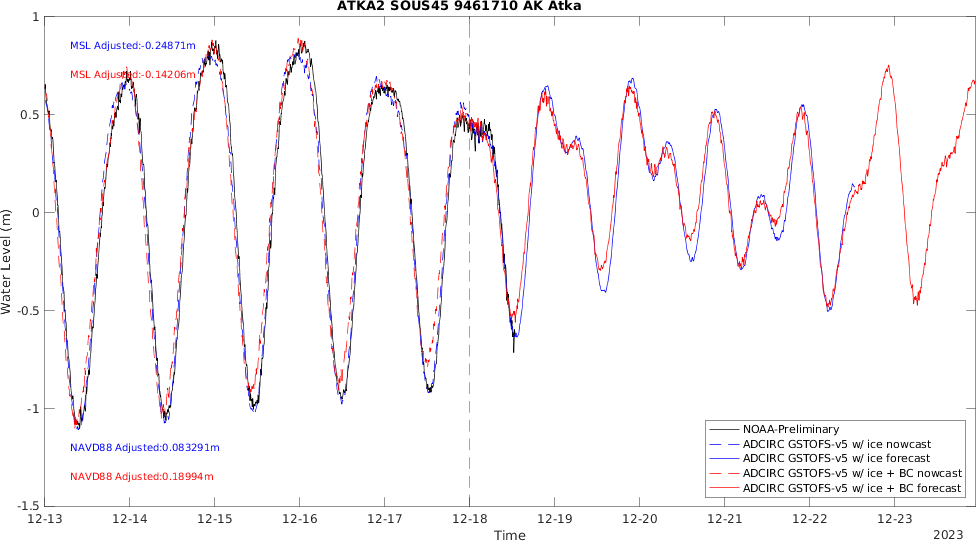 ATKA2 SOUS45 9461710 AK Atka
1
0.5
0
-0.5
-1
-1.5
Water Level (m)
MSL Adjusted:-0.24871m
MSL Adjusted:-0.14206m
NAVD88 Adjusted:0.083291m
NAVD88 Adjusted:0.18994m
NOAA-Preliminary
ADCIRC GSTOFS-v5 w/ ice nowcast
ADCIRC GSTOFS-v5 w/ ice forecast
ADCIRC GSTOFS-v5 w/ ice + BC nowcast
ADCIRC GSTOFS-v5 w/ ice + BC forecast
12-13 12-14 12-15 12-16 12-17 12-18 12-19 12-20 12-21 12-22 12-23
Time
2023